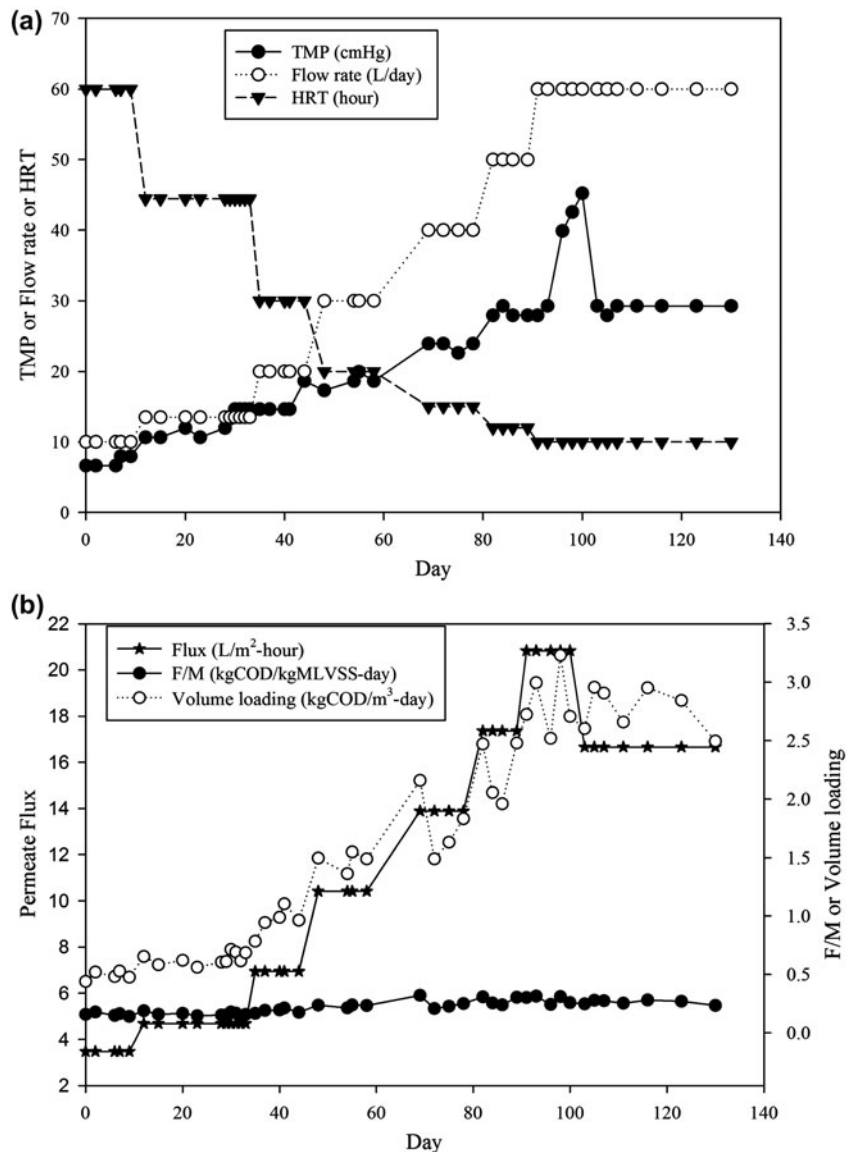 (a)
70
60
50
40
30
20
10
0
TMP or Flow rate or HRT
TMP (cmHg)
Flow rate (L/day)
HRT (hour)
0 20 40 60 80 100 120 140
Day
(b)
22
20
18
16
14
12
10
8
6
4
2
Permeate Flux
Flux (L/m²-hour)
F/M (kgCOD/kgMLVSS-day)
Volume loading (kgCOD/m³-day)
3.5
3.0
2.5
2.0
1.5
1.0
0.5
0.0
F/M or Volume loading
0 20 40 60 80 100 120 140
Day